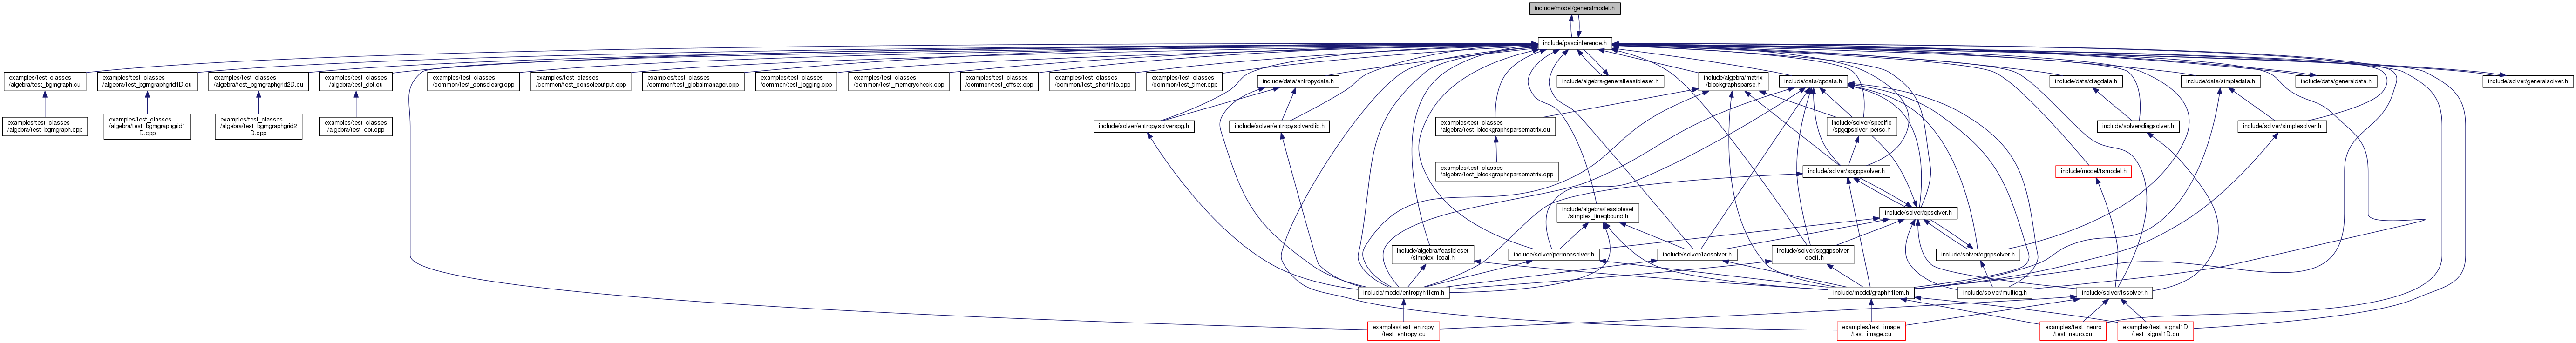 include/model/generalmodel.h
include/pascinference.h
examples/test_classes
/algebra/test_bgmgraph.cu
examples/test_classes
/algebra/test_bgmgraphgrid1D.cu
examples/test_classes
/algebra/test_bgmgraphgrid2D.cu
examples/test_classes
/algebra/test_dot.cu
examples/test_classes
/common/test_consolearg.cpp
examples/test_classes
/common/test_consoleoutput.cpp
examples/test_classes
/common/test_globalmanager.cpp
examples/test_classes
/common/test_logging.cpp
examples/test_classes
/common/test_memorycheck.cpp
examples/test_classes
/common/test_offset.cpp
examples/test_classes
/common/test_shortinfo.cpp
examples/test_classes
/common/test_timer.cpp
include/data/entropydata.h
include/algebra/generalfeasibleset.h
include/algebra/matrix
/blockgraphsparse.h
include/data/qpdata.h
include/data/diagdata.h
include/data/simpledata.h
include/data/generaldata.h
include/solver/generalsolver.h
examples/test_classes
/algebra/test_bgmgraph.cpp
examples/test_classes
/algebra/test_bgmgraphgrid1
D.cpp
examples/test_classes
/algebra/test_bgmgraphgrid2
D.cpp
examples/test_classes
/algebra/test_dot.cpp
include/solver/entropysolverspg.h
include/solver/entropysolverdlib.h
examples/test_classes
/algebra/test_blockgraphsparsematrix.cu
include/solver/specific
/spgqpsolver_petsc.h
include/solver/diagsolver.h
include/solver/simplesolver.h
examples/test_classes
/algebra/test_blockgraphsparsematrix.cpp
include/solver/spgqpsolver.h
include/model/tsmodel.h
include/algebra/feasibleset
/simplex_lineqbound.h
include/solver/qpsolver.h
include/algebra/feasibleset
/simplex_local.h
include/solver/permonsolver.h
include/solver/taosolver.h
include/solver/spgqpsolver
_coeff.h
include/solver/cgqpsolver.h
include/model/entropyh1fem.h
include/model/graphh1fem.h
include/solver/multicg.h
include/solver/tssolver.h
examples/test_entropy
/test_entropy.cu
examples/test_image
/test_image.cu
examples/test_neuro
/test_neuro.cu
examples/test_signal1D
/test_signal1D.cu